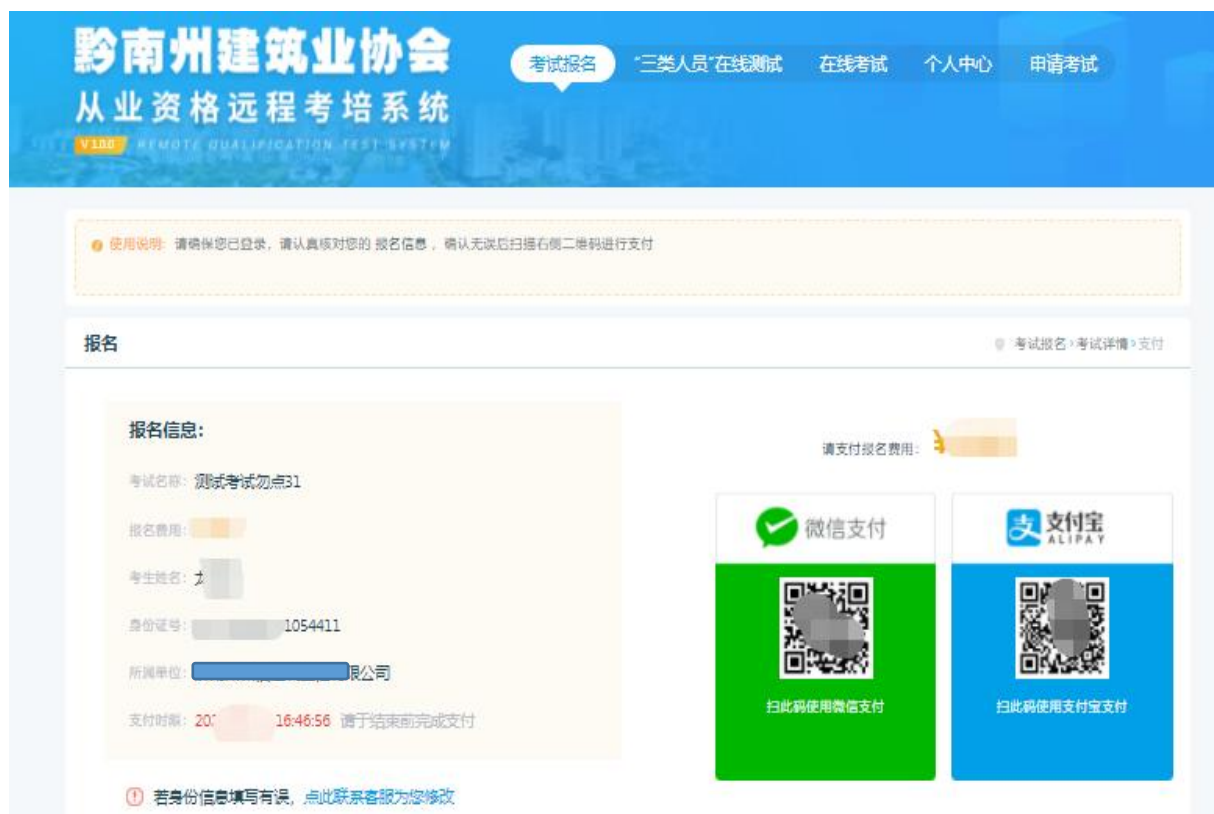 黔南州建筑业协会
从业资格远程考培系统
V1.0.0 REMOTE QUALIFICATION TEST SYSTEM
考试报名 “三类人员”在线测试 在线考试 个人中心 申请考试
使用说明: 请确保您已登录, 请认真核对您的 报名信息 , 确认无误后扫描右侧二维码进行支付
报名
考试报名>考试详情>支付
报名信息:
考试名称: 测试考试勿点31
报名费用:
考生姓名:
身份证号: 1054411
所属单位: 限公司
支付时限: 20 16:46:56 请于结束前完成支付
若身份信息填写有误, 点此联系客服为您修改
请支付报名费用: ¥
微信支付
扫此码使用微信支付
支付宝
ALIPAY
扫此码使用支付宝支付